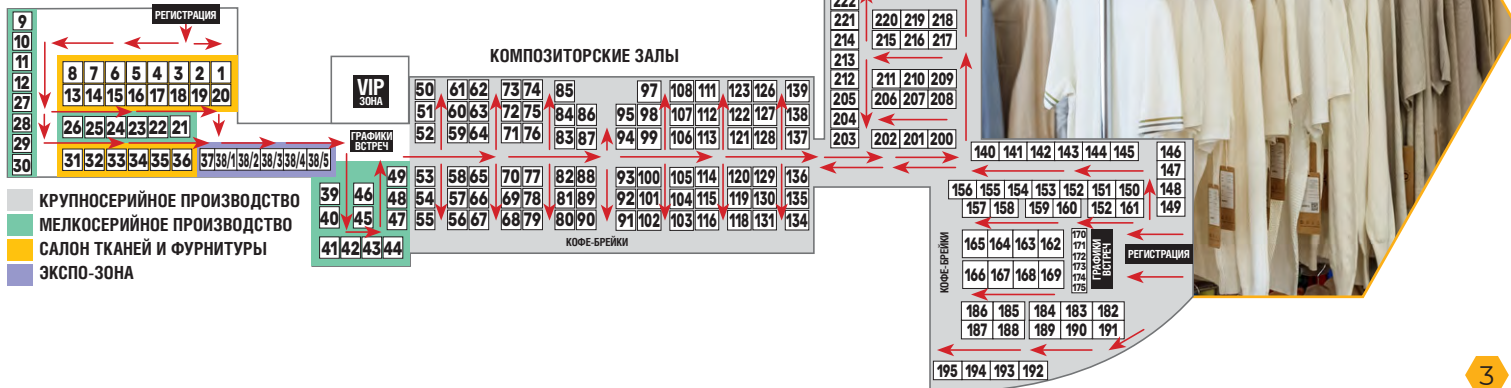 РЕГИСТРАЦИЯ
9
10
11
12
27
28
29
30
8 7 6 5 4 3 2 1
13 14 15 16 17 18 19 20
26 25 24 23 22 21
31 32 33 34 35 36
37 38/1 38/2 38/3 38/4 38/5
VIP
ЗОНА
ГРАФИКИ
ВСТРЕЧ
39 46 49
40 45 48
47
41 42 43 44
КРУПНОСЕРИЙНОЕ ПРОИЗВОДСТВО
МЕЛКОСЕРИЙНОЕ ПРОИЗВОДСТВО
САЛОН ТКАНЕЙ И ФУРНИТУРЫ
ЭКСПО-ЗОНА
КОМПОЗИТОРСКИЕ ЗАЛЫ
50 61 62 73 74 85 97 108 111 123 126 139
51 60 63 72 75 84 86 95 98 107 112 122 127 138
52 59 64 71 76 83 87 94 99 106 113 121 128 137
53 58 65 70 77 82 88 93 100 105 114 120 129 136
54 57 66 69 78 81 89 92 101 104 115 119 130 135
55 56 67 68 79 80 90 91 102 103 116 118 131 134
КОФЕ-БРЕЙКИ
222
221 220 219 218
214 215 216 217
213
212 211 210 209
205 206 207 208
204
203 202 201 200
140 141 142 143 144 145
146
147
148
149
156 155 154 153 152 151 150
157 158 159 160 152 161
165 164 163 162
166 167 168 169
170
171
172
173
174
175
ГРАФИКИ
ВСТРЕЧ
РЕГИСТРАЦИЯ
КОФЕ-БРЕЙКИ
186 185 184 183 182
187 188 189 190 191
195 194 193 192
3